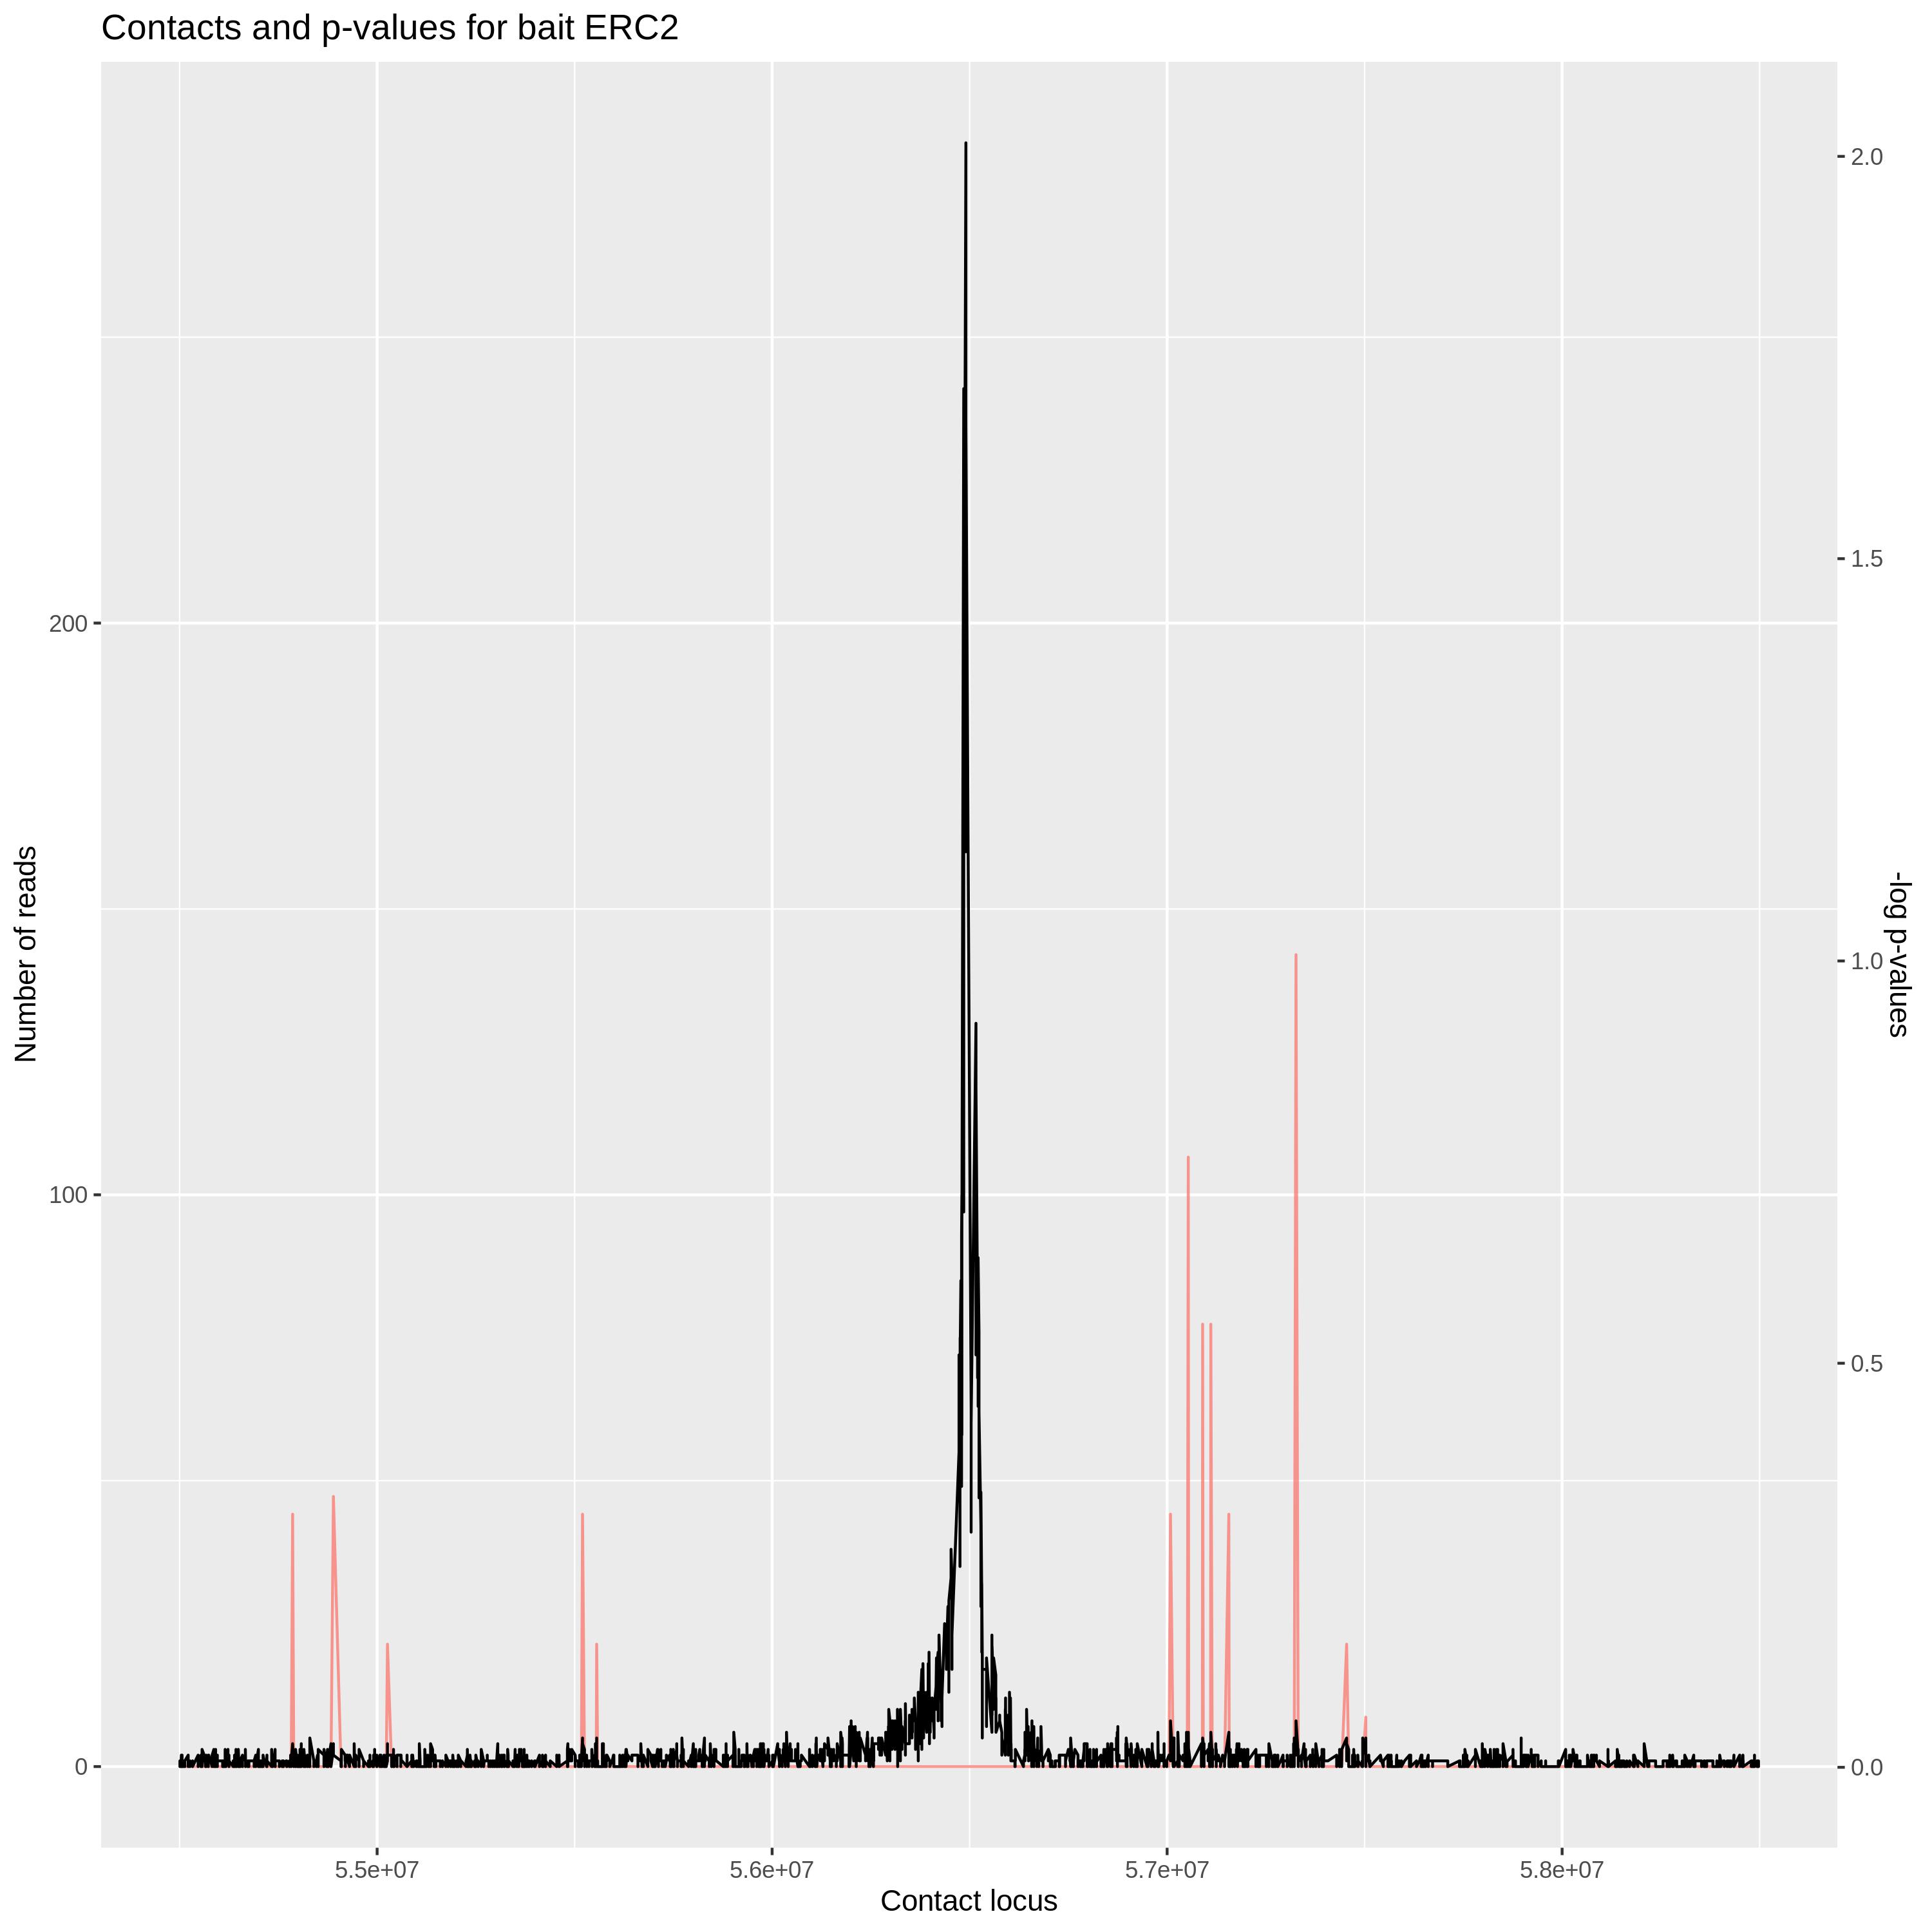 Contacts and p-values for bait ERC2
Number of reads
200
100
0
2.0
1.5
1.0
0.5
0.0
-log p-values
5.5e+07
5.6e+07
5.7e+07
5.8e+07
Contact locus